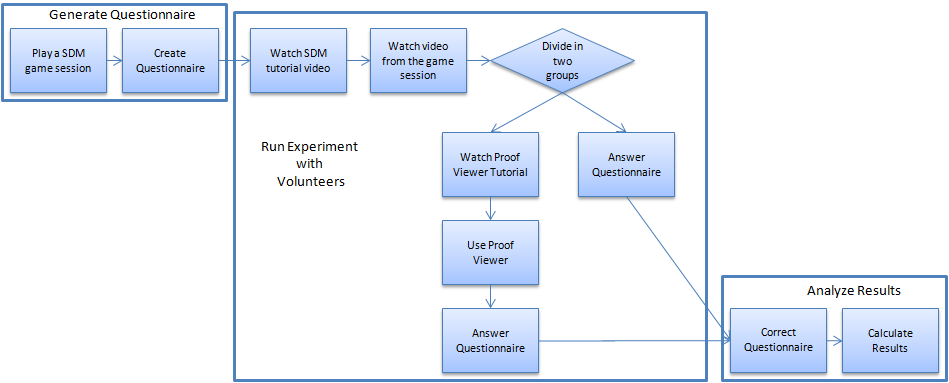 Generate Questionnaire
Play a SDM
game session
Create
Questionnaire
Watch SDM
tutorial video
Watch video
from the game
session
Divide in
two
groups
Run Experiment
with
Volunteers
Watch Proof
Viewer Tutorial
Answer
Questionnaire
Use Proof
Viewer
Answer
Questionnaire
Analyze Results
Correct
Questionnaire
Calculate
Results